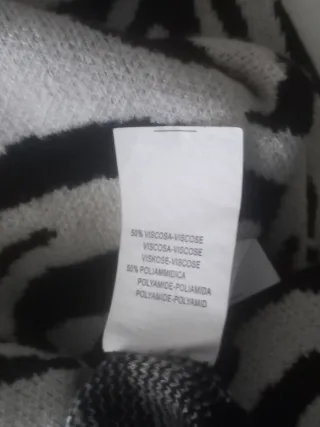 50% VISCOSA-VISCOSE
VISCOSA-VISCOSE
VISKOSE-VISCOSE
50% POLIAMMIDICA
POLYAMIDE-POLIAMIDA
POLYAMIDE-POLYAMID